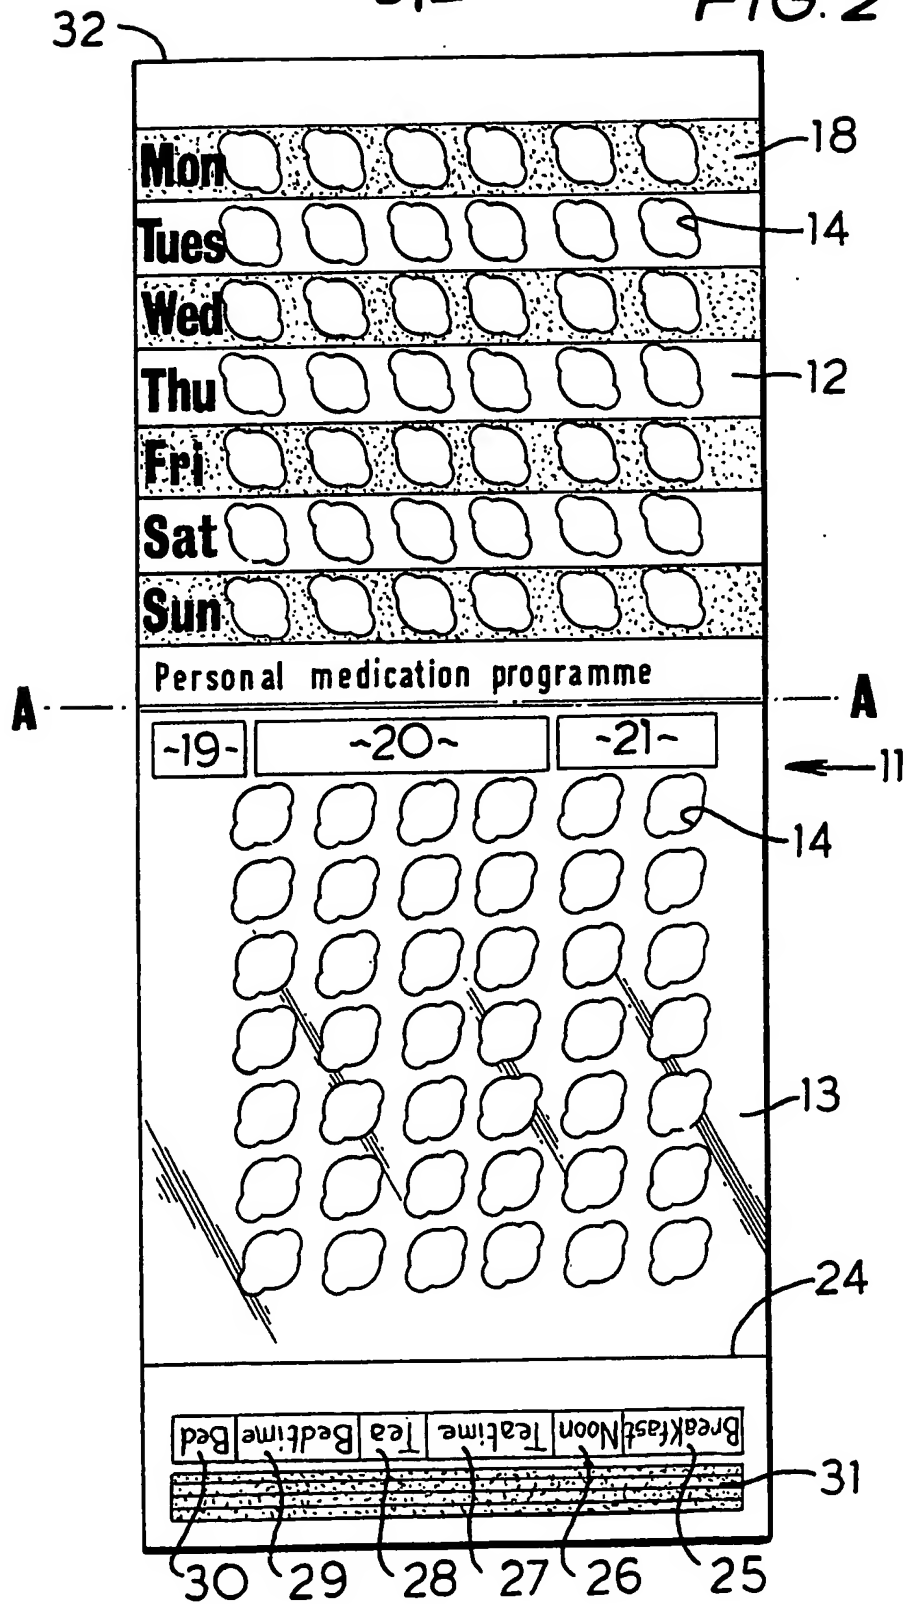 FIG. 2
32
Mon
18
Tues
14
Wed
Thu
12
Fri
Sat
Sun
Personal medication programme
A A
~19~ ~20~ ~21~
11
14
13
24
Bed Bedtime Tea Teatime Noon Breakfast
31
30 29 28 27 26 25